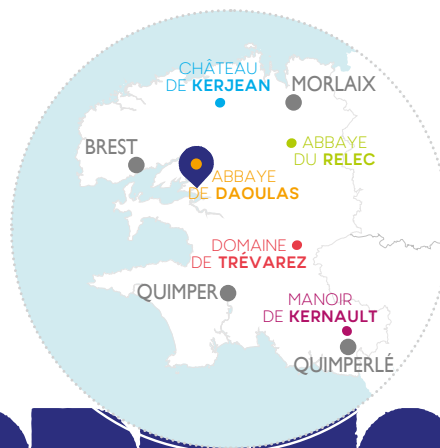 CHÂTEAU
DE KERJEAN
MORLAIX
BREST
ABBAYE
DU RELEC
ABBAYE
DE DAOULAS
DOMAINE
DE TRÉVAREZ
QUIMPER
MANOIR
DE KERNAULT
QUIMPERLÉ